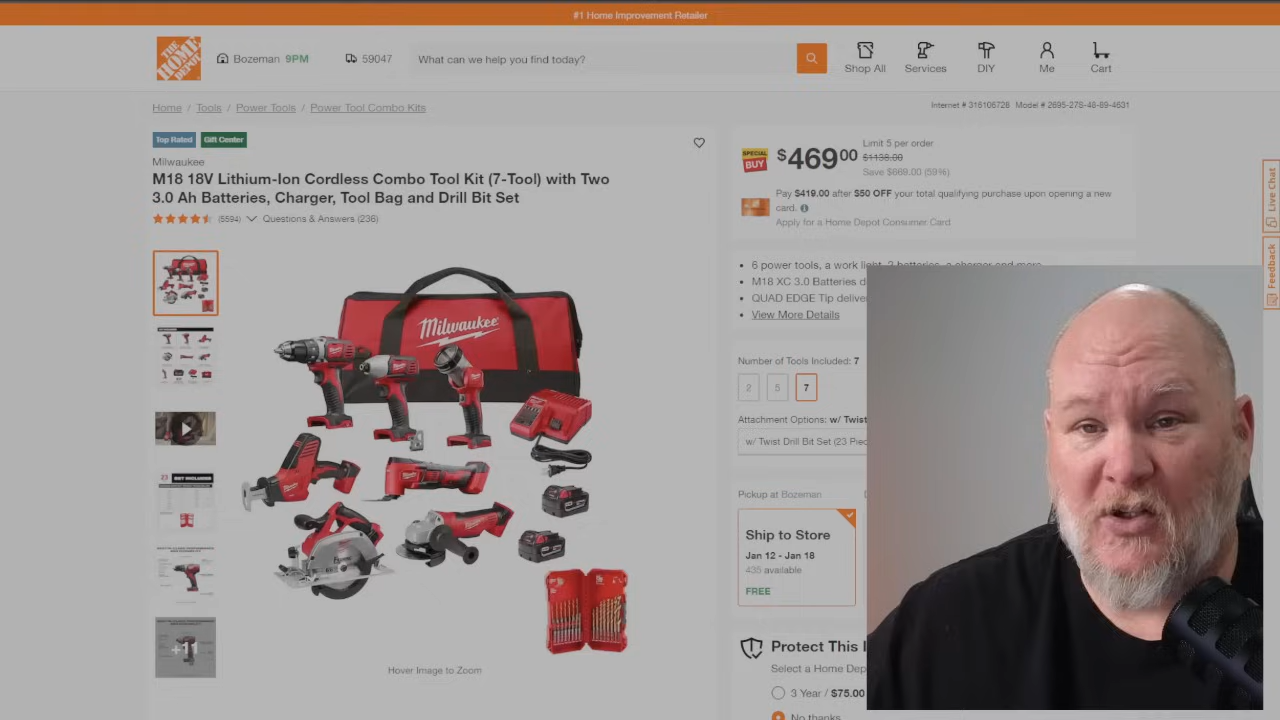 #1 Home Improvement Retailer
THE HOME DEPOT
Bozeman 9PM
59047
What can we help you find today?
Shop All
Services
DIY
Me
Cart
Home / Tools / Power Tools / Power Tool Combo Kits
Internet # 316106728 Model # 2695-27S-48-89-4631
Top Rated
Gift Center
Milwaukee
M18 18V Lithium-Ion Cordless Combo Tool Kit (7-Tool) with Two
3.0 Ah Batteries, Charger, Tool Bag and Drill Bit Set
(5594)
Questions & Answers (236)
Milwaukee
+11
Hover Image to Zoom
SPECIAL BUY
$46900
Limit 5 per order
$1138.00
Save $669.00 (59%)
Pay $419.00 after $50 OFF your total qualifying purchase upon opening a new
card.
Apply for a Home Depot Consumer Card
6 power tools, a work light, 2 batteries, a charger and more
M18 XC 3.0 Batteries d
QUAD EDGE Tip delive
View More Details
Number of Tools Included: 7
2
5
7
Attachment Options: w/ Twist
w/ Twist Drill Bit Set (23 Piec
Pickup at Bozeman
Ship to Store
Jan 12 - Jan 18
435 available
FREE
Protect This I
Select a Home Dep
3 Year / $75.00
No thanks
Live Chat
Feedback